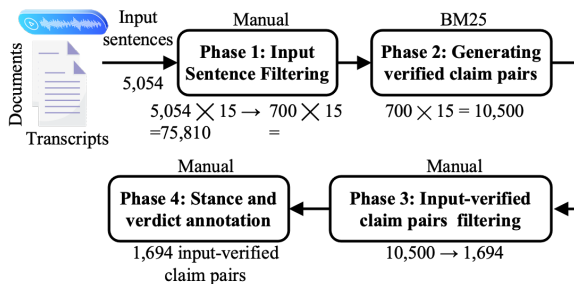 Input
sentences
5,054
Documents
Transcripts
Manual
Phase 1: Input
Sentence Filtering
5,054 ✕ 15 → 700 ✕ 15
=75,810 =
BM25
Phase 2: Generating
verified claim pairs
700 ✕ 15 = 10,500
Manual
Phase 3: Input-verified
claim pairs filtering
10,500 → 1,694
Manual
Phase 4: Stance and
verdict annotation
1,694 input-verified
claim pairs